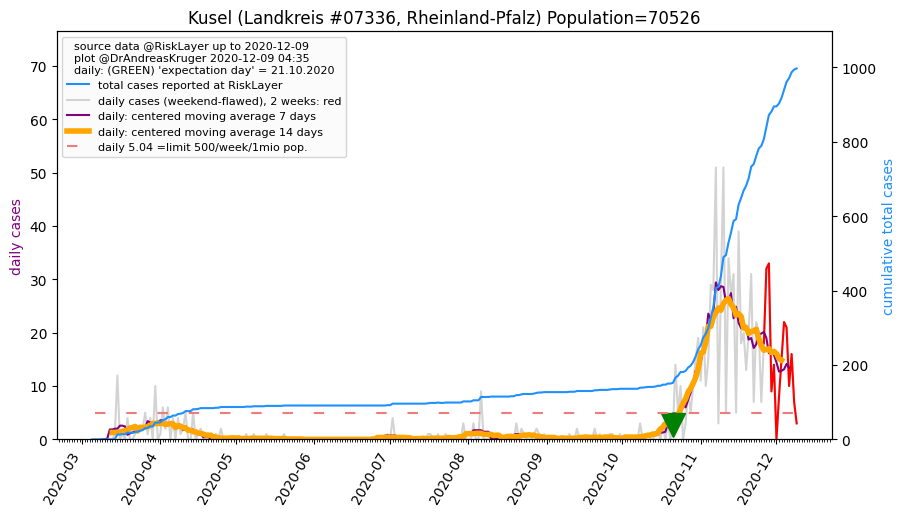 Kusel (Landkreis #07336, Rheinland-Pfalz) Population=70526
source data @RiskLayer up to 2020-12-09
plot @DrAndreasKruger 2020-12-09 04:35
daily: (GREEN) 'expectation day' = 21.10.2020
total cases reported at RiskLayer
daily cases (weekend-flawed), 2 weeks: red
daily: centered moving average 7 days
daily: centered moving average 14 days
daily 5.04 =limit 500/week/1mio pop.
daily cases
70
60
50
40
30
20
10
0
1000
800
600
400
200
0
cumulative total cases
2020-03
2020-04
2020-05
2020-06
2020-07
2020-08
2020-09
2020-10
2020-11
2020-12